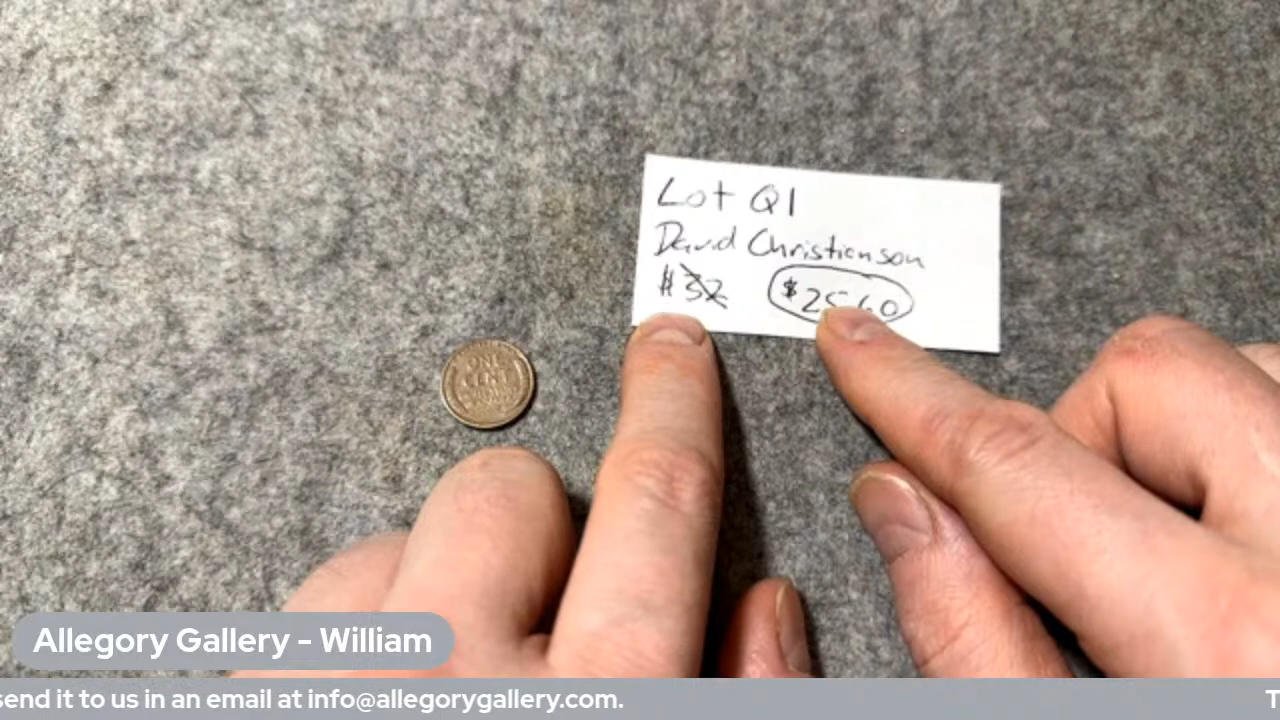 Lot Q1
David Christianson
$32 $25.60
ONE
CENT
Allegory Gallery – William
send it to us in an email at info@allegorygallery.com.
T